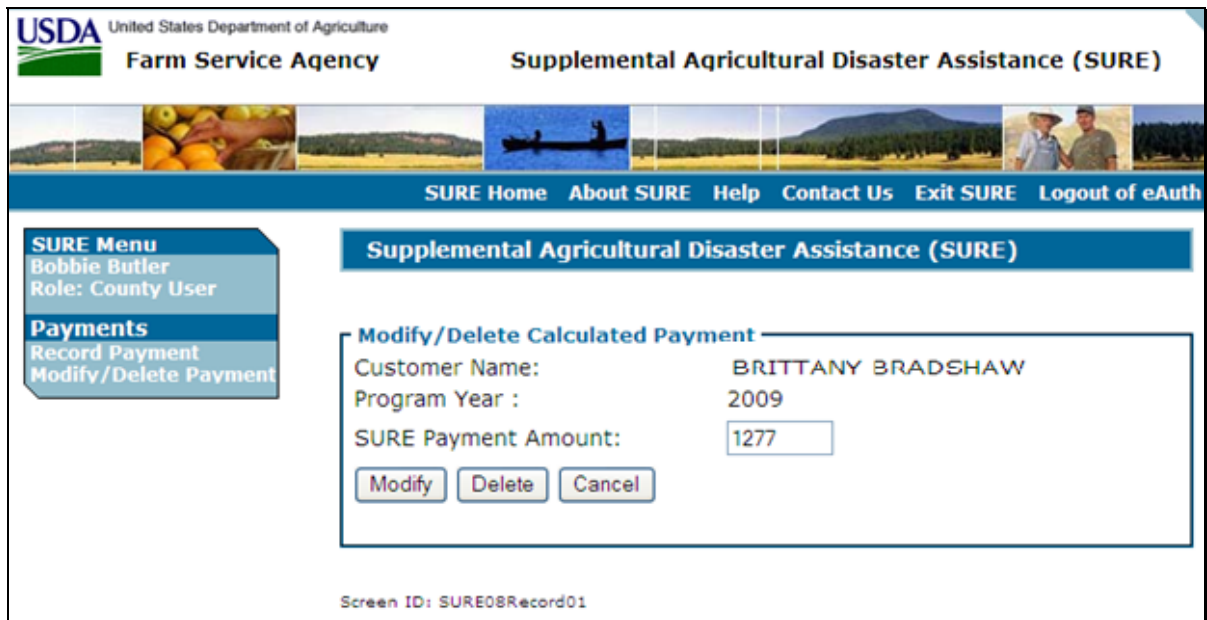 USDA United States Department of Agriculture
Farm Service Agency Supplemental Agricultural Disaster Assistance (SURE)
SURE Home About SURE Help Contact Us Exit SURE Logout of eAuth
SURE Menu
Bobbie Butler
Role: County User
Payments
Record Payment
Modify/Delete Payment
Supplemental Agricultural Disaster Assistance (SURE)
Modify/Delete Calculated Payment
Customer Name: BRITTANY BRADSHAW
Program Year : 2009
SURE Payment Amount: 1277
Modify Delete Cancel
Screen ID: SURE08Record01